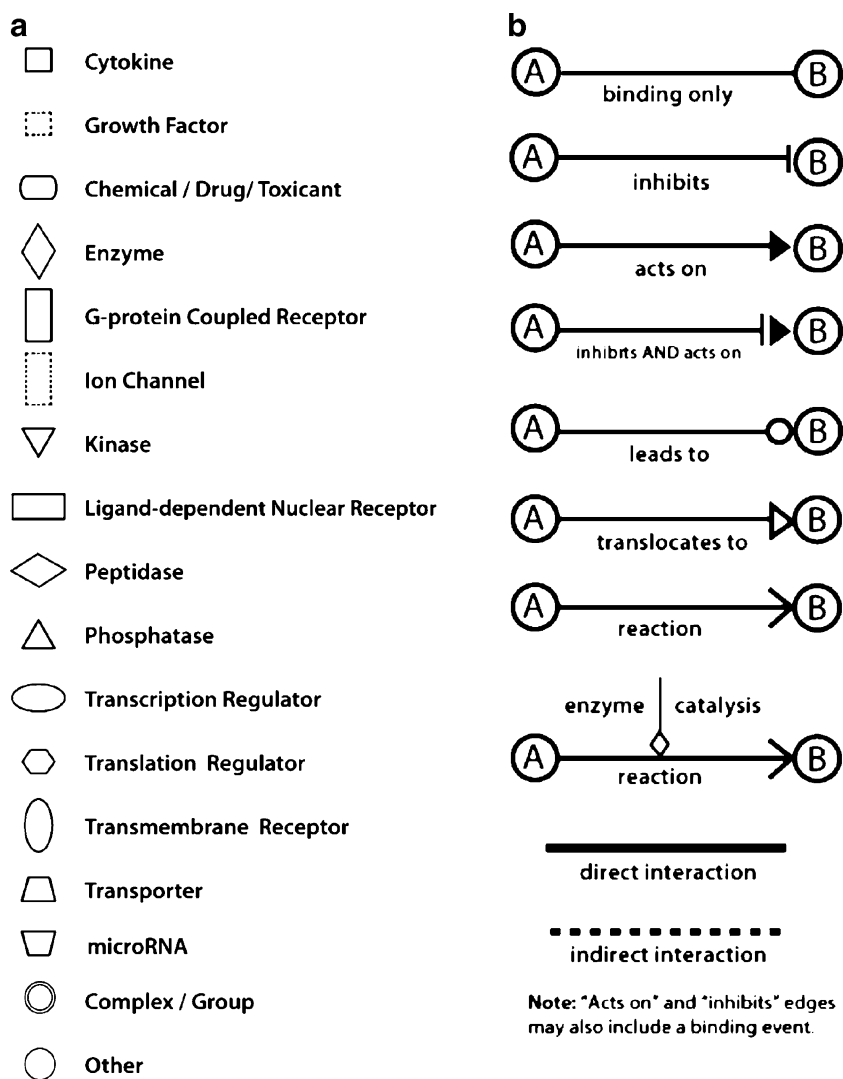 a
Cytokine
Growth Factor
Chemical / Drug/ Toxicant
Enzyme
G-protein Coupled Receptor
Ion Channel
Kinase
Ligand-dependent Nuclear Receptor
Peptidase
Phosphatase
Transcription Regulator
Translation Regulator
Transmembrane Receptor
Transporter
microRNA
Complex / Group
Other
b
A B
binding only
A B
inhibits
A B
acts on
A B
inhibits AND acts on
A B
leads to
A B
translocates to
A B
reaction
enzyme catalysis
A B
reaction
direct interaction
indirect interaction
Note: "Acts on" and "inhibits" edges
may also include a binding event.